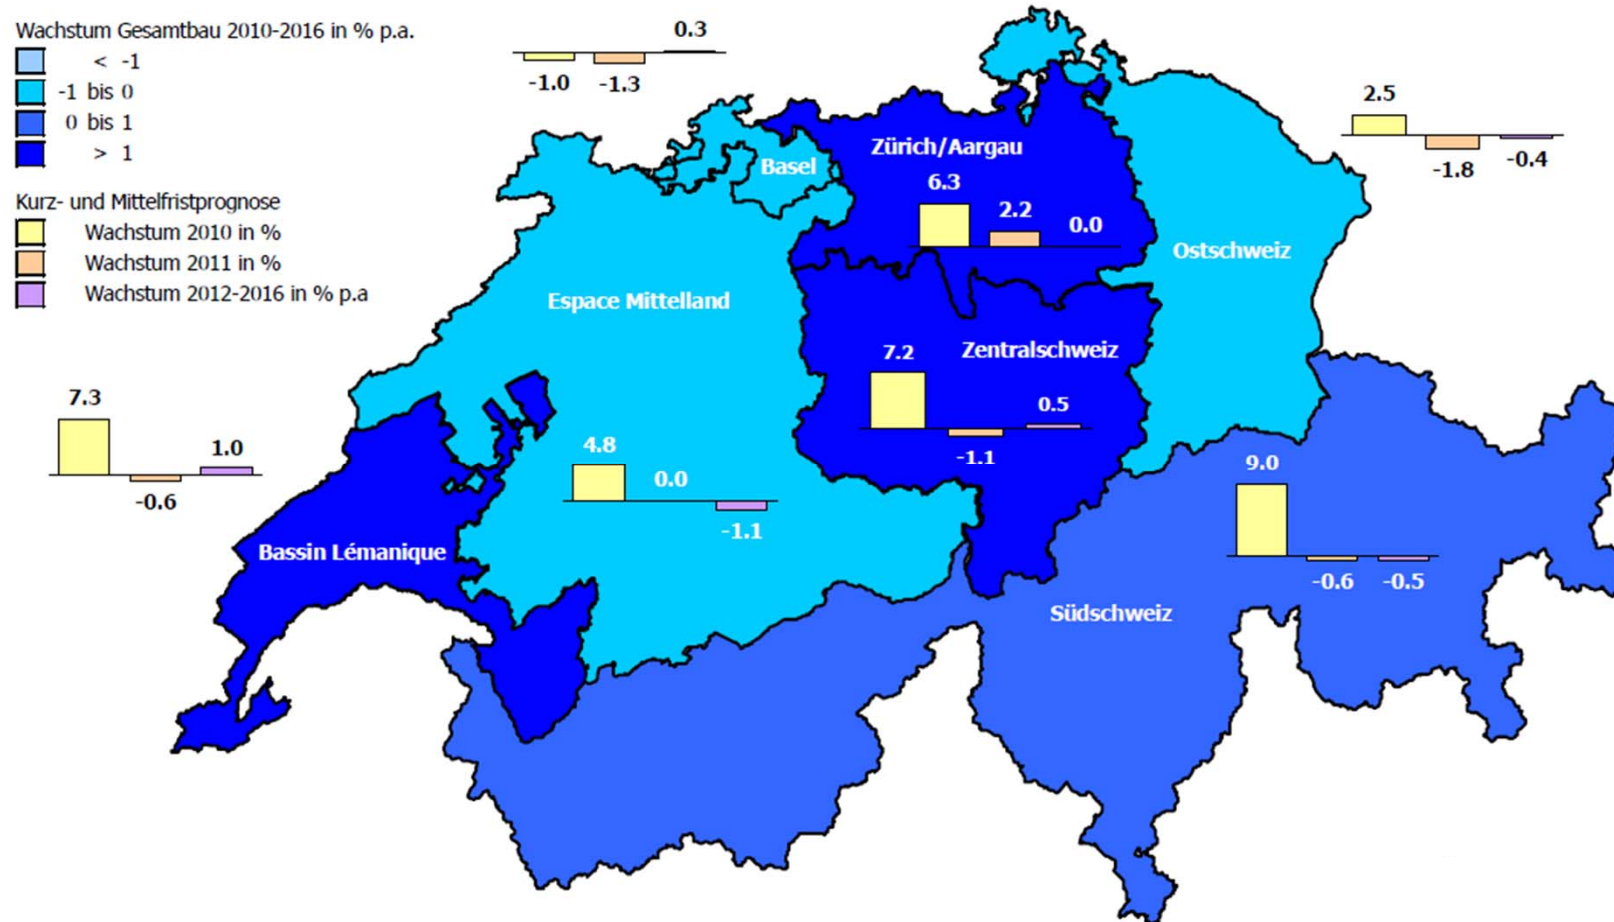 Wachstum Gesamtbau 2010-2016 in % p.a.
< -1
-1 bis 0
0 bis 1
> 1
Kurz- und Mittelfristprognose
Wachstum 2010 in %
Wachstum 2011 in %
Wachstum 2012-2016 in % p.a
0.3
-1.0 -1.3
2.5
-1.8 -0.4
Basel
Zürich/Aargau
6.3 2.2 0.0
Ostschweiz
Espace Mittelland
Zentralschweiz
7.2 0.5
-1.1
7.3 1.0
-0.6
4.8 0.0
-1.1
9.0
-0.6 -0.5
Bassin Lémanique
Südschweiz